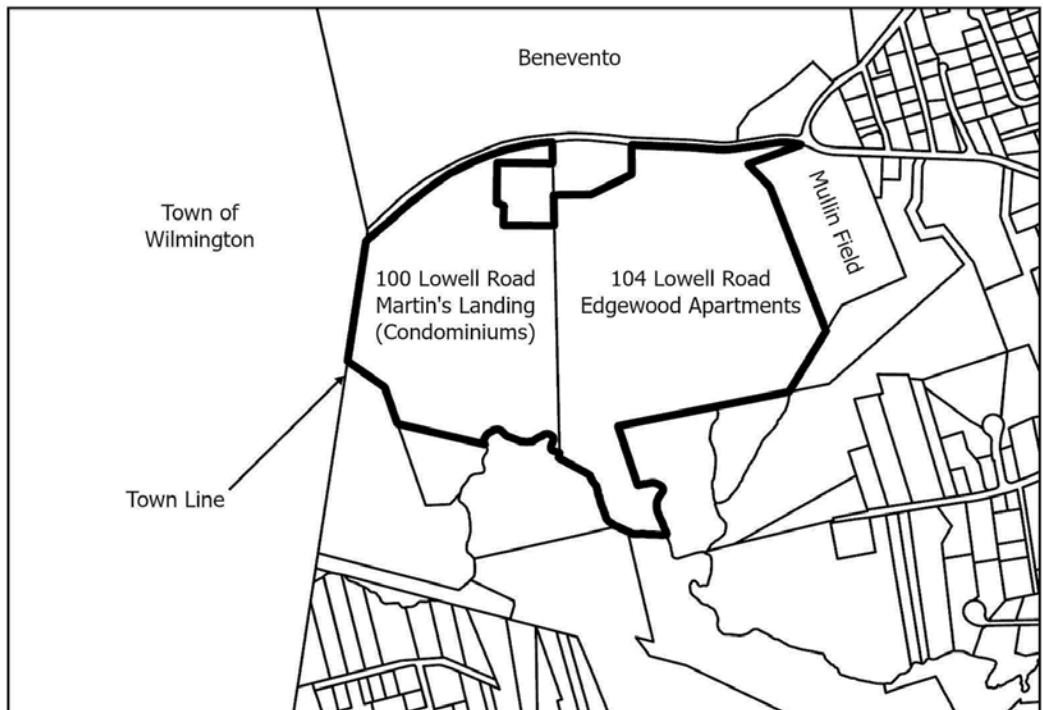 Benevento
Town of
Wilmington
Mullin Field
100 Lowell Road
Martin's Landing
(Condominiums)
104 Lowell Road
Edgewood Apartments
Town Line